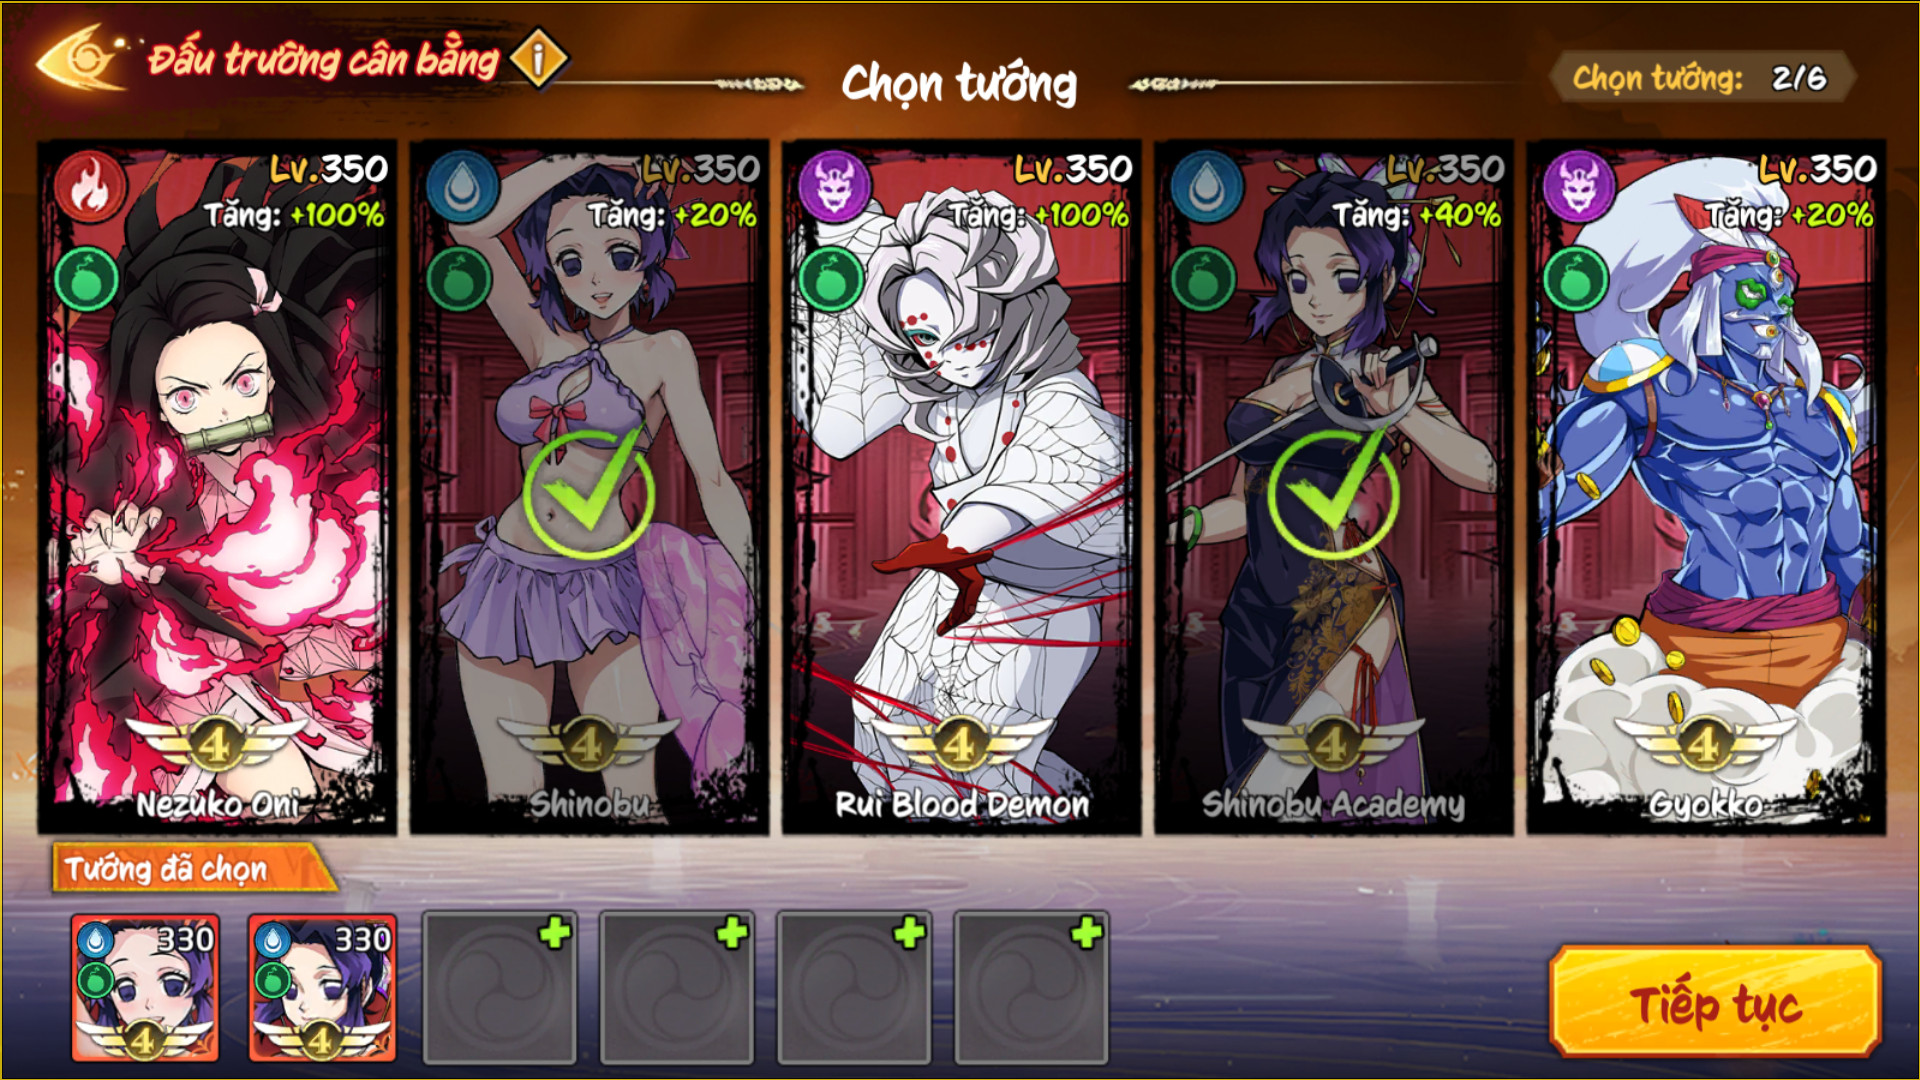 Đấu trường cân bằng
Chọn tướng
Chọn tướng: 2/6
Lv.350
Tăng: +100%
4
Nezuko Oni
Lv.350
Tăng: +20%
4
Shinobu
Lv.350
Tăng: +100%
4
Rui Blood Demon
Lv.350
Tăng: +40%
4
Shinobu Academy
Lv.350
Tăng: +20%
4
Gyokko
Tướng đã chọn
330
4
330
4
Tiếp tục